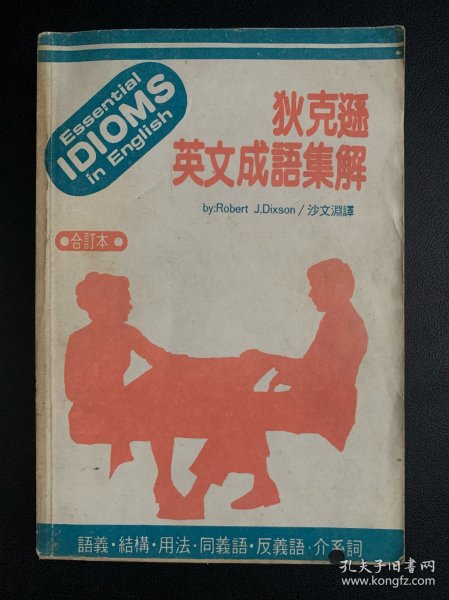 Essential
IDIOMS
in English
狄克遜
英文成語集解
by:Robert J.Dixson/沙文淵譯
合訂本
語義·結構·用法·同義語·反義語·介系詞
孔夫子旧书网
www.kongfz.com